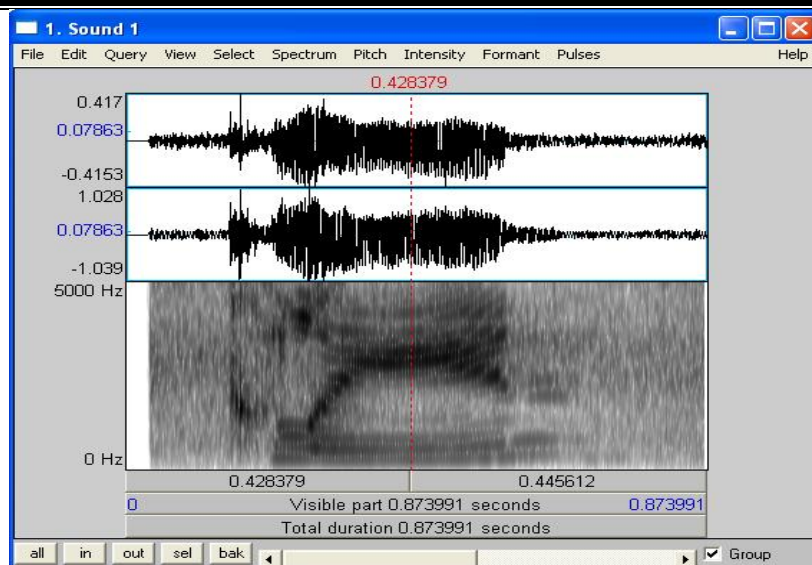 1. Sound 1
File Edit Query View Select Spectrum Pitch Intensity Formant Pulses Help
0.428379
0.417
0.07863
-0.4153
1.028
0.07863
-1.039
5000 Hz
0 Hz
0.428379 0.445612
0 Visible part 0.873991 seconds 0.873991
Total duration 0.873991 seconds
all in out sel bak Group